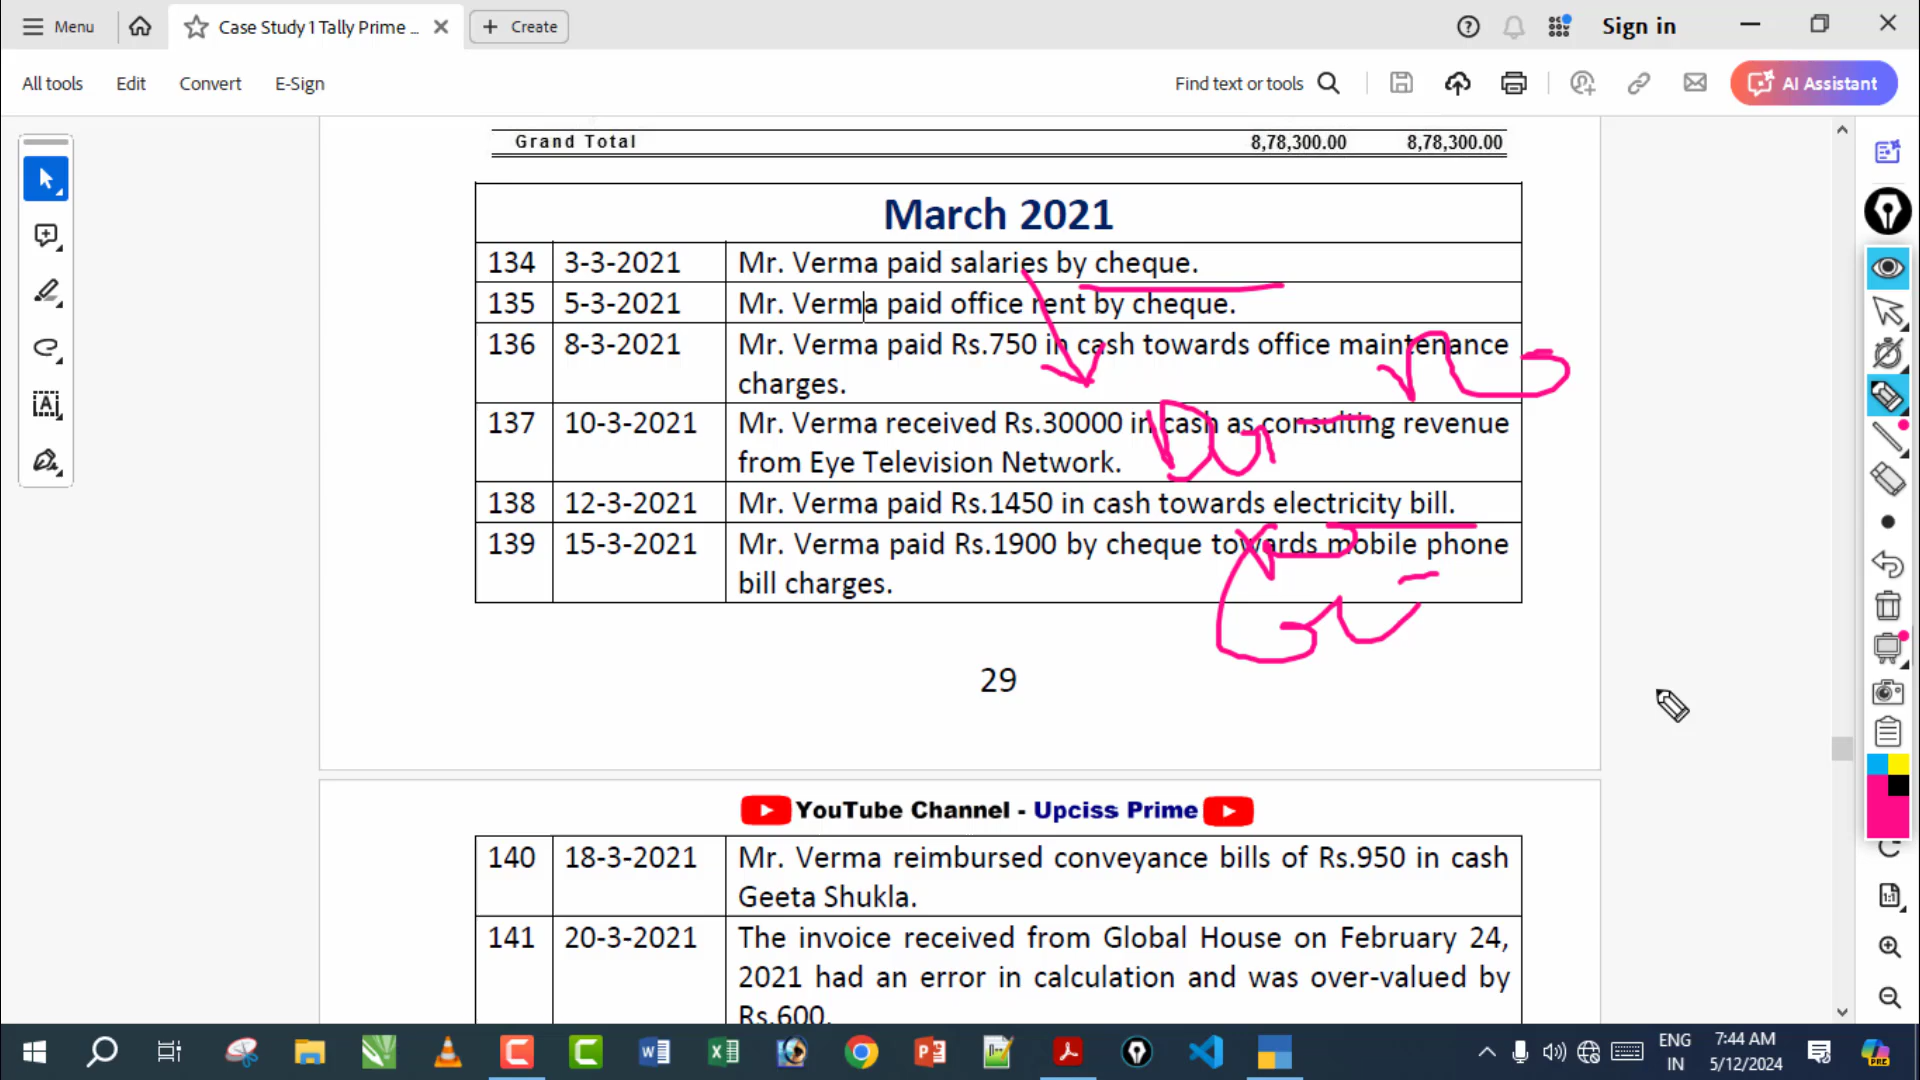 Menu
Case Study 1 Tally Prime ...
Create
Sign in
All tools
Edit
Convert
E-Sign
Find text or tools
AI Assistant
Grand Total 8,78,300.00 8,78,300.00
March 2021
134 3-3-2021 Mr. Verma paid salaries by cheque.
135 5-3-2021 Mr. Verma paid office rent by cheque.
136 8-3-2021 Mr. Verma paid Rs.750 in cash towards office maintenance
charges.
137 10-3-2021 Mr. Verma received Rs.30000 in cash as consulting revenue
from Eye Television Network.
138 12-3-2021 Mr. Verma paid Rs.1450 in cash towards electricity bill.
139 15-3-2021 Mr. Verma paid Rs.1900 by cheque towards mobile phone
bill charges.
29
YouTube Channel - Upciss Prime
140 18-3-2021 Mr. Verma reimbursed conveyance bills of Rs.950 in cash
Geeta Shukla.
141 20-3-2021 The invoice received from Global House on February 24,
2021 had an error in calculation and was over-valued by
Rs.600.
ENG
IN
7:44 AM
5/12/2024